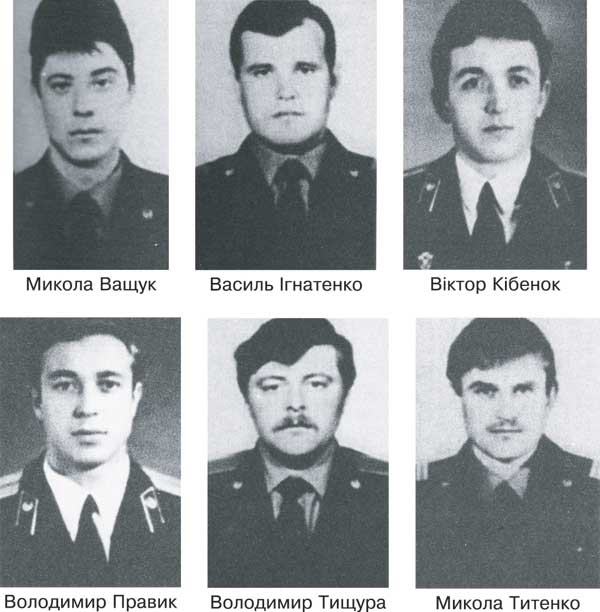 Микола Ващук
Василь Ігнатенко
Віктор Кібенок
Володимир Правик
Володимир Тищура
Микола Титенко